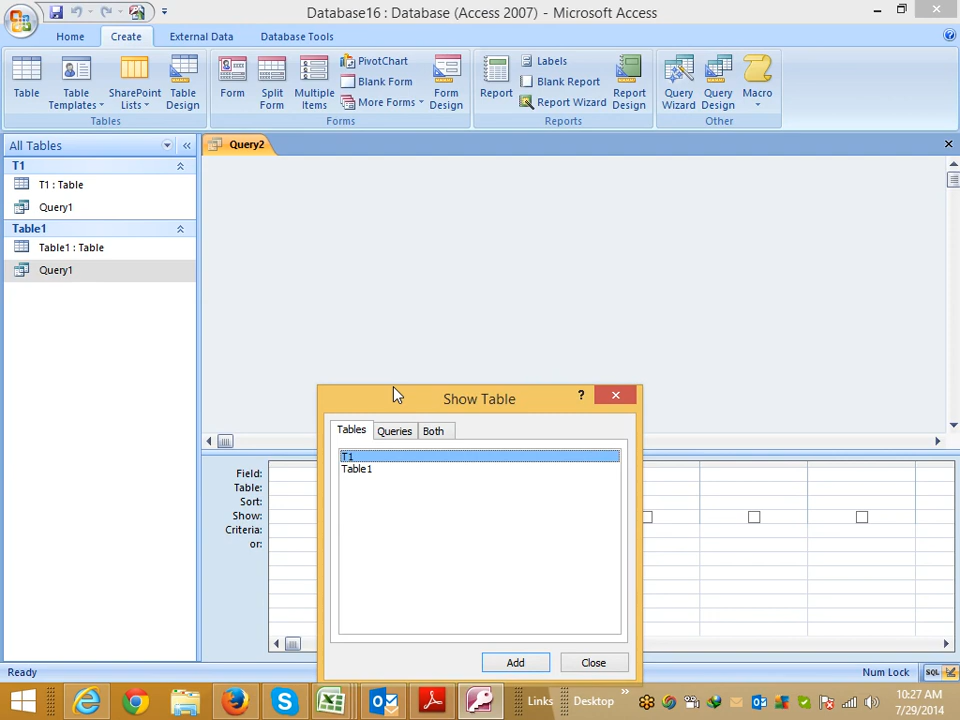 Database16 : Database (Access 2007) - Microsoft Access
Home Create External Data Database Tools
Table
Table Templates
SharePoint Lists
Table Design
Tables
Form
Split Form
Multiple Items
PivotChart
Blank Form
More Forms
Form Design
Forms
Report
Labels
Blank Report
Report Wizard
Report Design
Reports
Query Wizard
Query Design
Macro
Other
All Tables
T1
T1 : Table
Query1
Table1
Table1 : Table
Query1
Query2
Show Table
?
Tables Queries Both
T1
Table1
Add Close
Field:
Table:
Sort:
Show:
Criteria:
or:
Ready
Num Lock
SQL
Links
Desktop
10:27 AM
7/29/2014